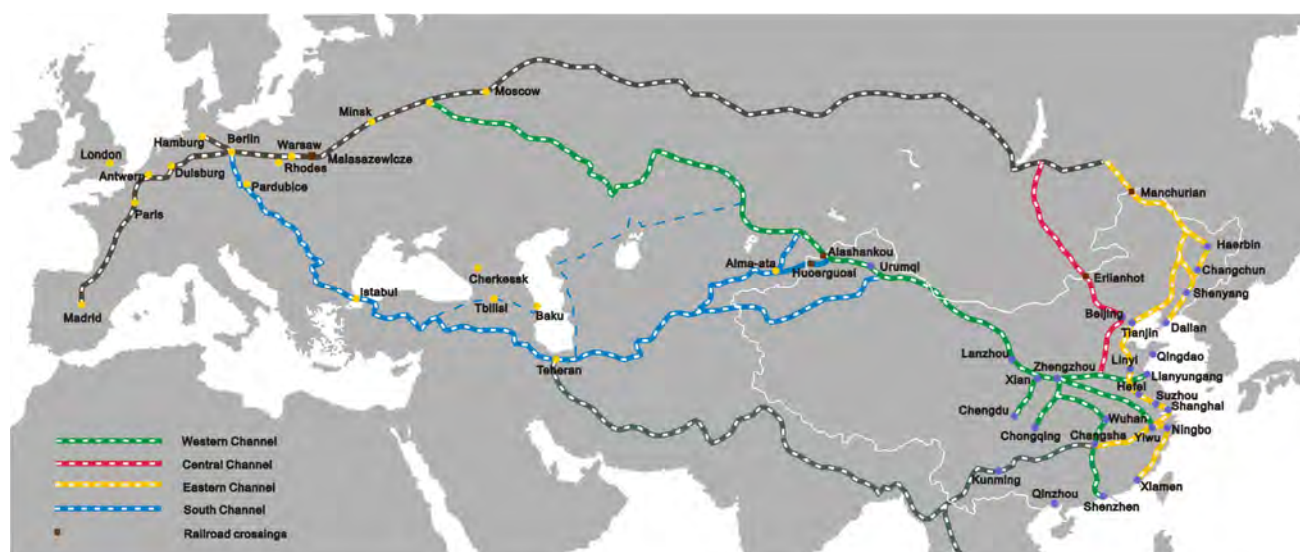 Moscow
Minsk
Hamburg
Berlin
Warsaw
London
Malasazewicze
Rhodes
Antwerp
Duisburg
Pardubice
Paris
Manchurian
Haerbin
Alashankou
Alma-ata
Huoerguosi
Urumqi
Cherkessk
Erlianhot
Changchun
Shenyang
Istabul
Tbilisi
Baku
Madrid
Beijing
Tianjin
Dalian
Teheran
Lanzhou
Zhengzhou
Linyi
Qingdao
Xian
Lianyungang
Hefei
Suzhou
Shanghai
Chengdu
Wuhan
Chongqing
Changsha
Yiwu
Ningbo
Kunming
Xiamen
Qinzhou
Shenzhen
Western Channel
Central Channel
Eastern Channel
South Channel
Railroad crossings